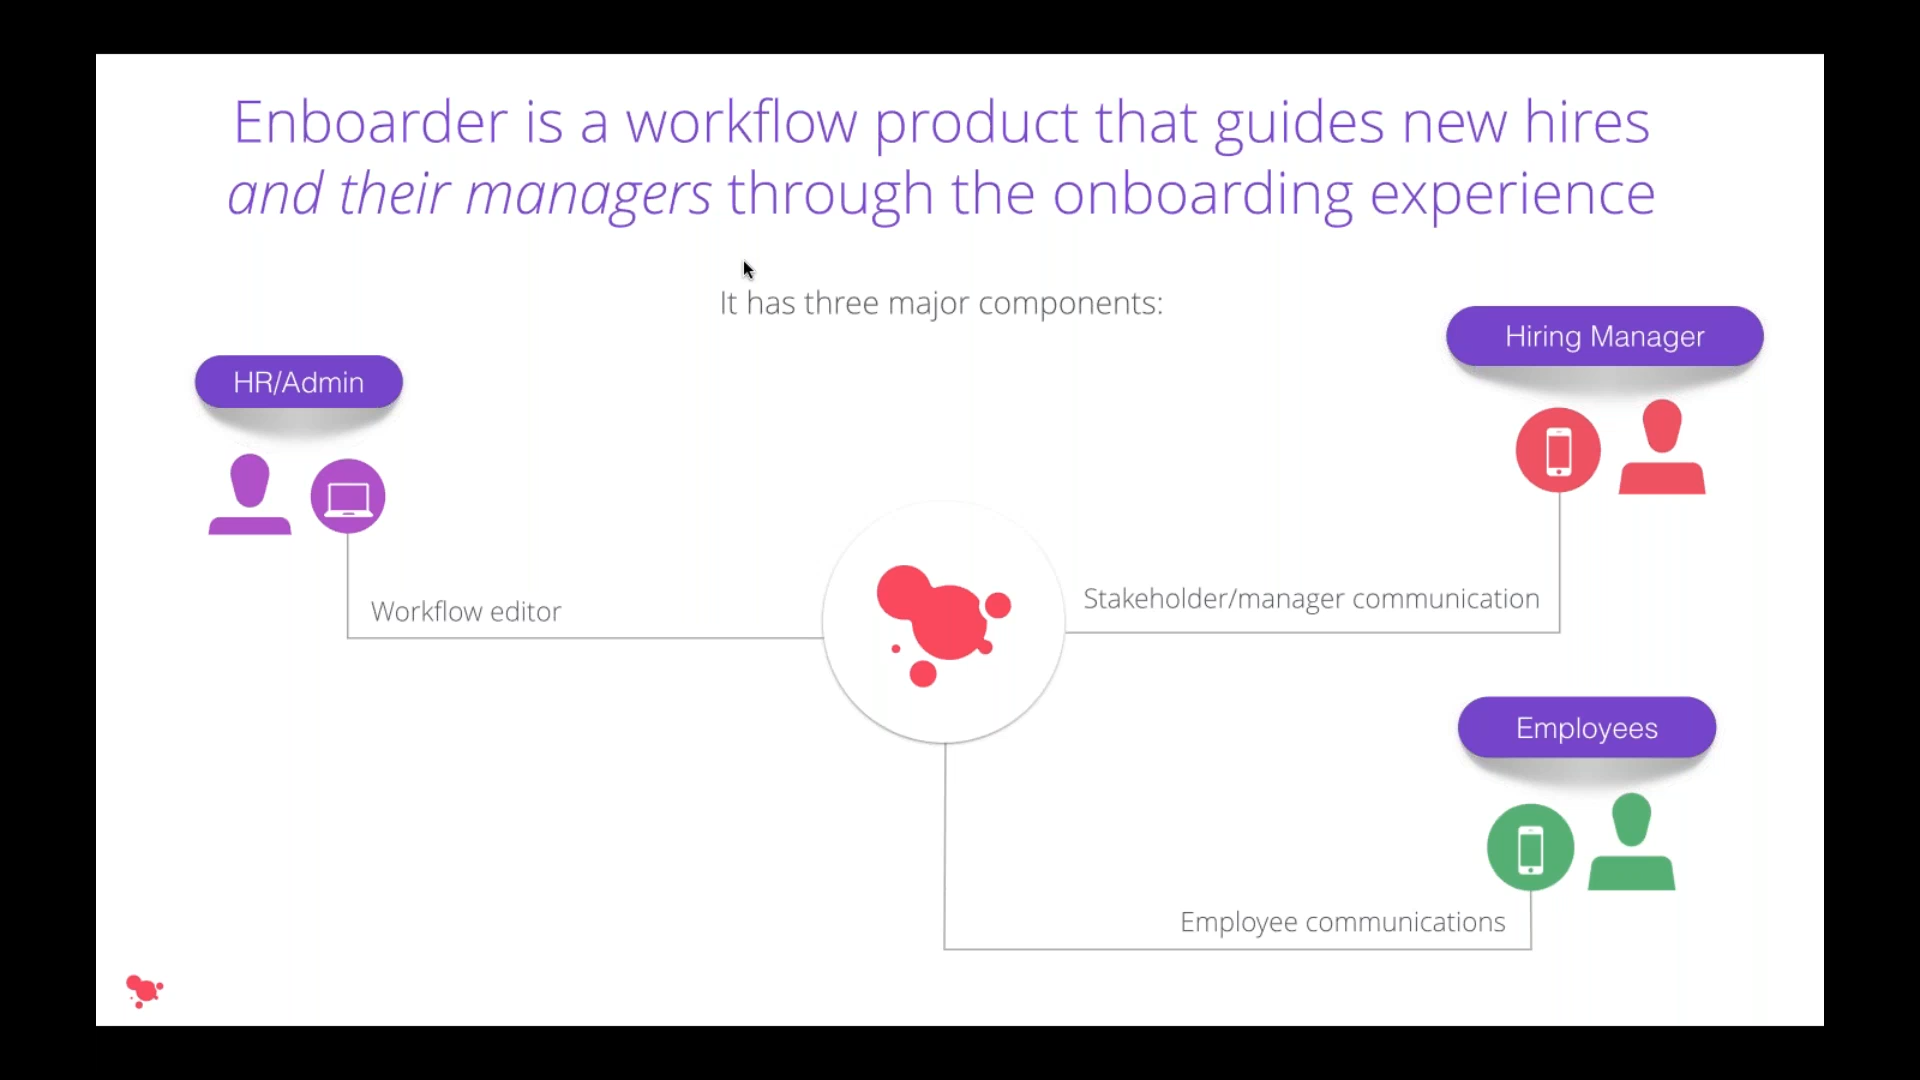 Enboarder is a workflow product that guides new hires
and their managers through the onboarding experience
It has three major components:
Hiring Manager
HR/Admin
Workflow editor
Stakeholder/manager communication
Employees
Employee communications